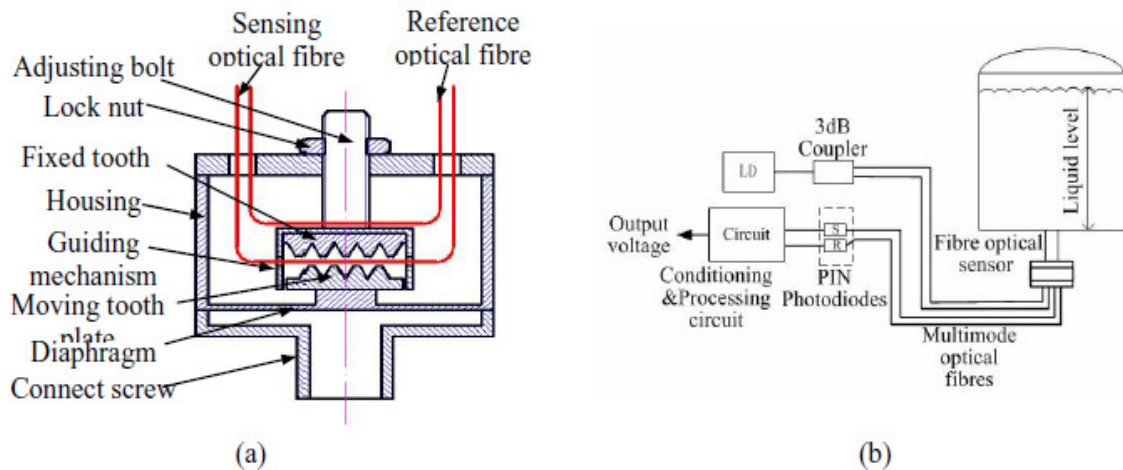 Sensing
optical fibre
Reference
optical fibre
Adjusting bolt
Lock nut
Fixed tooth
Housing
Guiding
mechanism
Moving tooth
plate
Diaphragm
Connect screw
(a)
3dB
Coupler
LD
Liquid level
Output
voltage
Circuit
S
R
Fibre optical
sensor
Conditioning
&Processing
circuit
PIN
Photodiodes
Multimode
optical
fibres
(b)